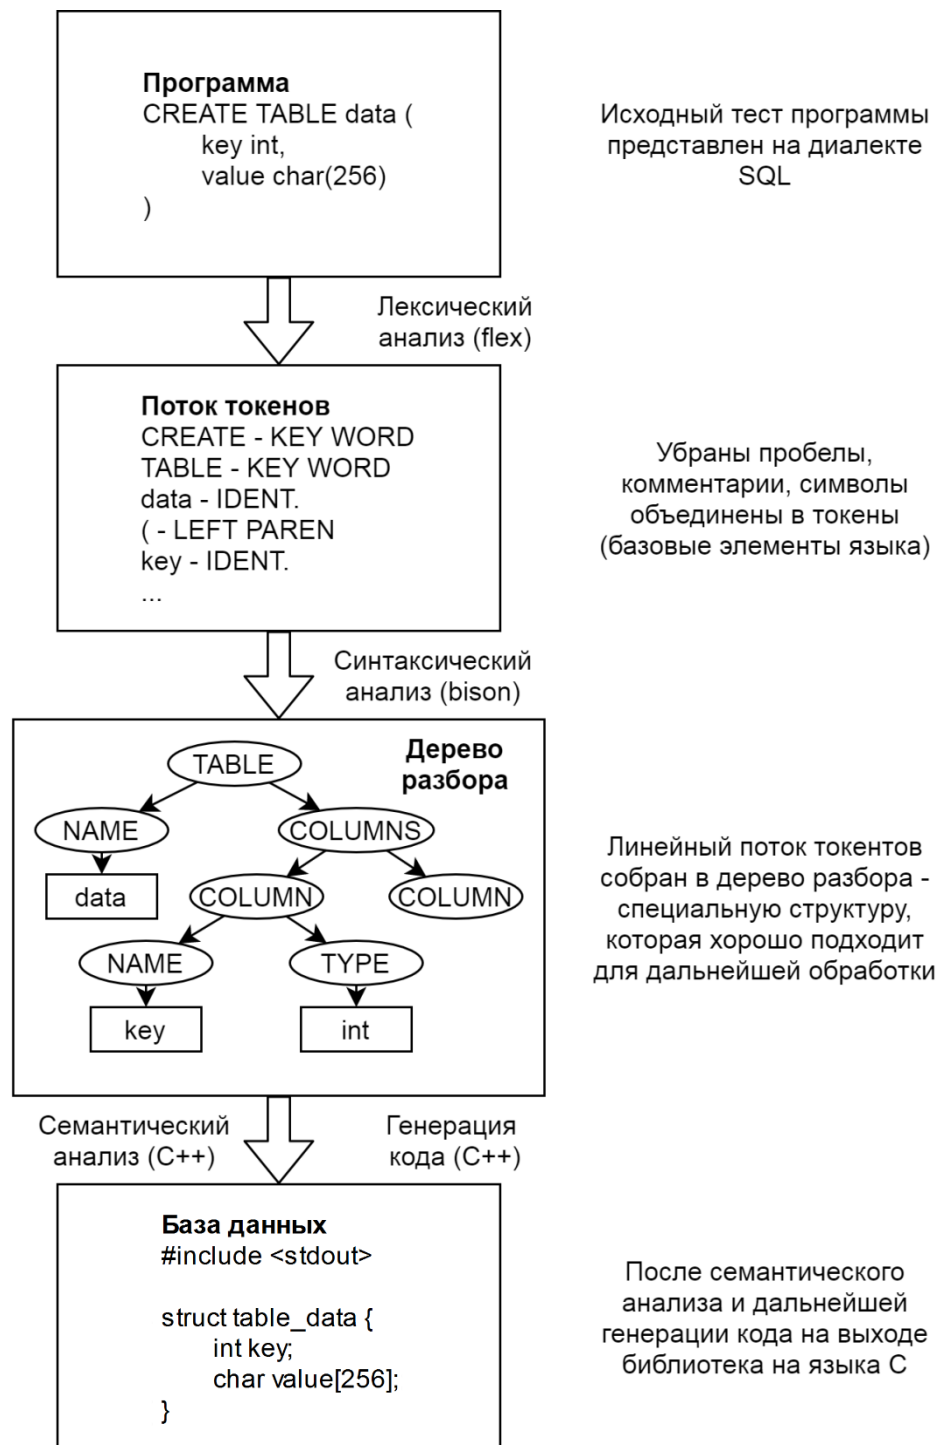 Программа
CREATE TABLE data (
key int,
value char(256)
)
Исходный тест программы
представлен на диалекте
SQL
Лексический
анализ (flex)
Поток токенов
CREATE - KEY WORD
TABLE - KEY WORD
data - IDENT.
( - LEFT PAREN
key - IDENT.
...
Убраны пробелы,
комментарии, символы
объединены в токены
(базовые элементы языка)
Синтаксический
анализ (bison)
Дерево
разбора
TABLE
NAME
COLUMNS
data
COLUMN
COLUMN
NAME
TYPE
key
int
Линейный поток токентов
собран в дерево разбора -
специальную структуру,
которая хорошо подходит
для дальнейшей обработки
Семантический
анализ (C++)
Генерация
кода (C++)
База данных
#include <stdout>
struct table_data {
int key;
char value[256];
}
После семантического
анализа и дальнейшей
генерации кода на выходе
библиотека на языка C